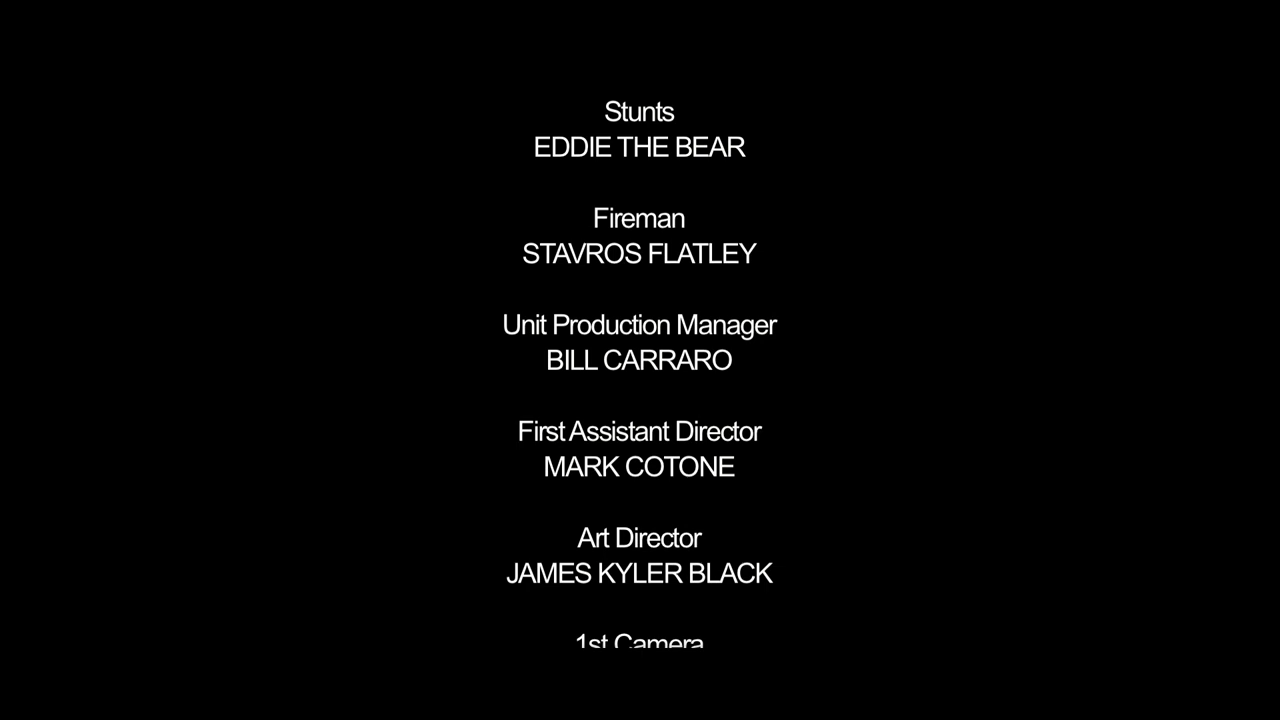 Stunts
EDDIE THE BEAR
Fireman
STAVROS FLATLEY
Unit Production Manager
BILL CARRARO
First Assistant Director
MARK COTONE
Art Director
JAMES KYLER BLACK
1st Camera